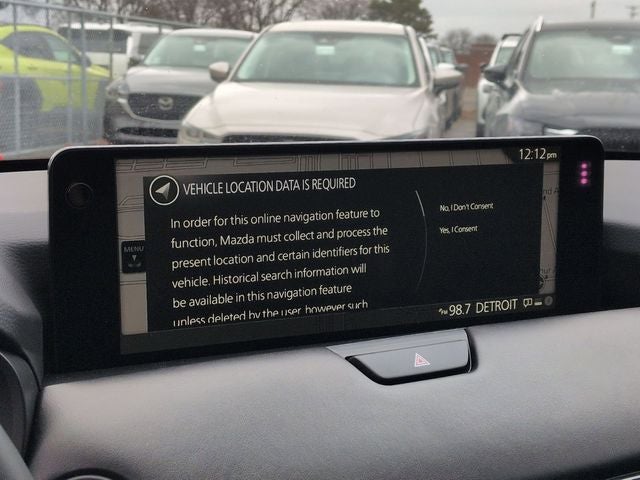 12:12pm
VEHICLE LOCATION DATA IS REQUIRED
In order for this online navigation feature to
function, Mazda must collect and process the
present location and certain identifiers for this
vehicle. Historical search information will
be available in this navigation feature
unless deleted by the user, however such
No, I Don't Consent
Yes, I Consent
MENU
FM 98.7 DETROIT